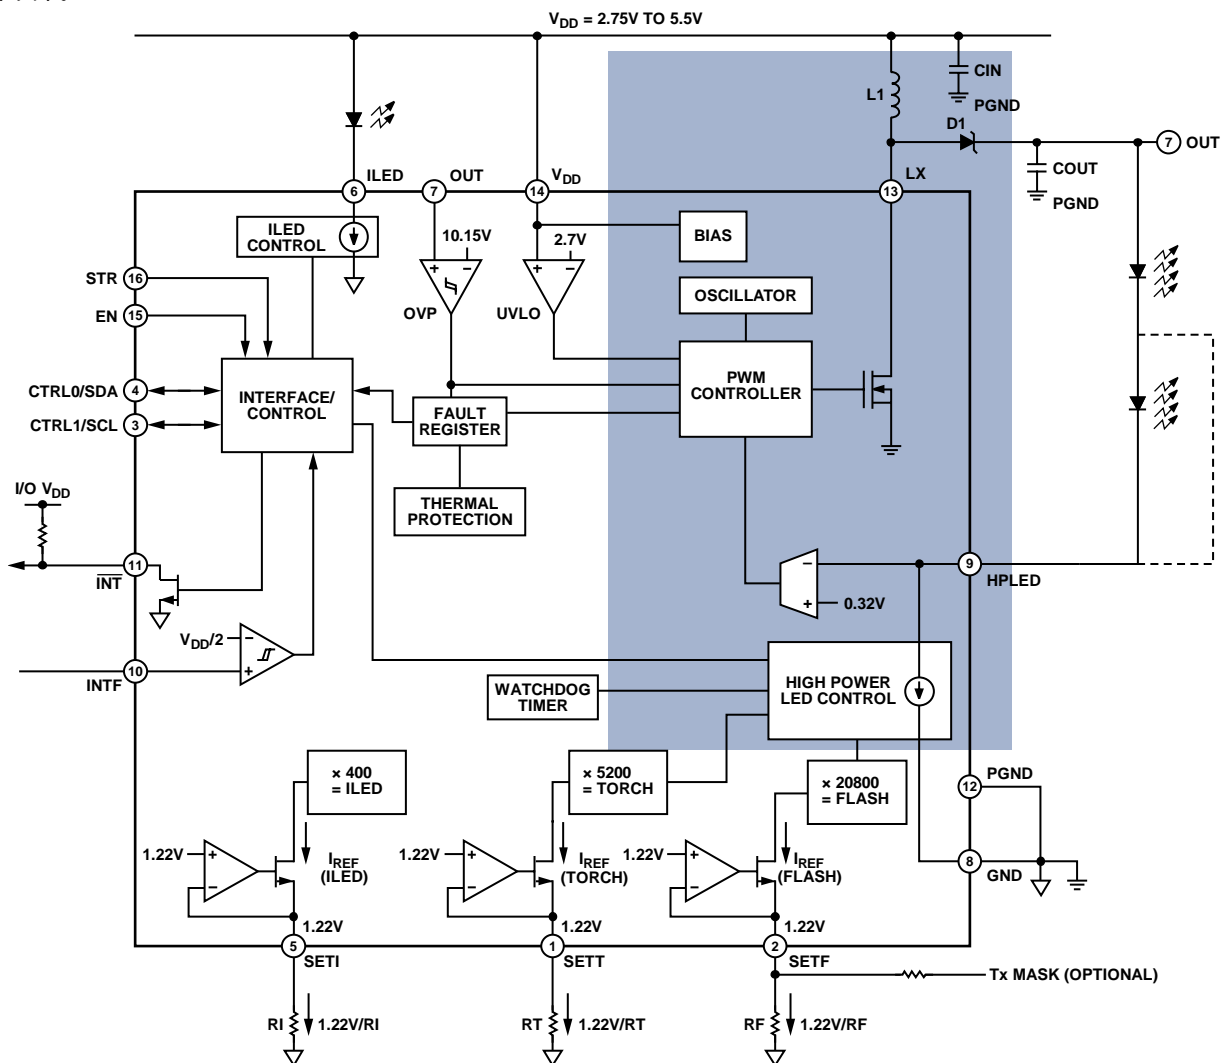 V_DD = 2.75V TO 5.5V
CIN
L1
PGND
D1
7
OUT
COUT
PGND
ILED
OUT
V_DD
LX
6
7
14
13
ILED
CONTROL
10.15V
2.7V
BIAS
+
–
+
–
STR
16
OSCILLATOR
EN
15
OVP
UVLO
PWM
CONTROLLER
CTRL0/SDA
4
INTERFACE/
CONTROL
FAULT
REGISTER
CTRL1/SCL
3
I/O V_DD
THERMAL
PROTECTION
11
INT
–
9
HPLED
+
0.32V
V_DD/2
–
+
10
INTF
HIGH POWER
LED CONTROL
WATCHDOG
TIMER
× 400
= ILED
× 5200
= TORCH
× 20800
= FLASH
PGND
12
1.22V
+
–
I_REF
(ILED)
1.22V
+
–
I_REF
(TORCH)
1.22V
+
–
I_REF
(FLASH)
8
GND
1.22V
1.22V
1.22V
5
SETI
1
SETT
2
SETF
Tx MASK (OPTIONAL)
RI
1.22V/RI
RT
1.22V/RT
RF
1.22V/RF